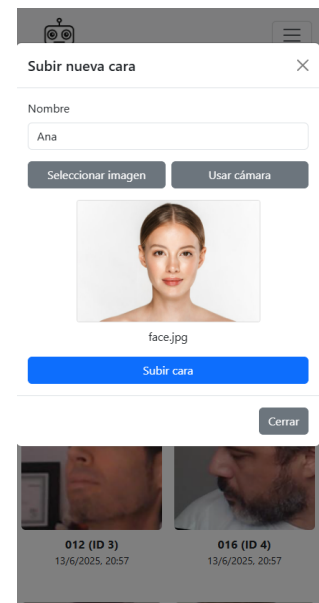 Subir nueva cara
Nombre
Ana
Seleccionar imagen
Usar cámara
face.jpg
Subir cara
Cerrar
012 (ID 3)
016 (ID 4)
13/6/2025, 20:57
13/6/2025, 20:57